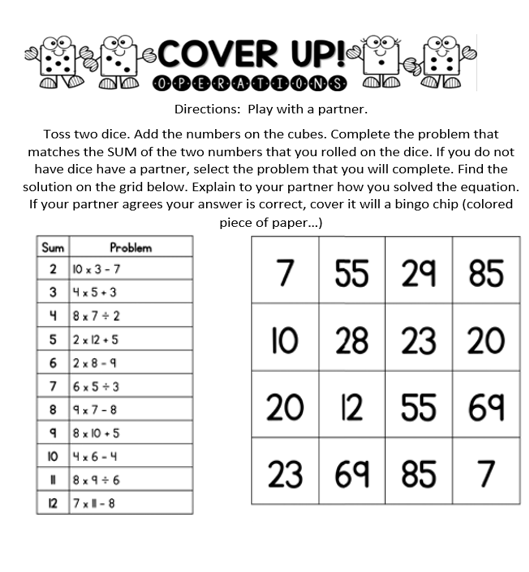 COVER UP!
OPERATIONS
Directions: Play with a partner.
Toss two dice. Add the numbers on the cubes. Complete the problem that
matches the SUM of the two numbers that you rolled on the dice. If you do not
have dice have a partner, select the problem that you will complete. Find the
solution on the grid below. Explain to your partner how you solved the equation.
If your partner agrees your answer is correct, cover it will a bingo chip (colored
piece of paper...)
Sum Problem
2 10 x 3 - 7
3 4 x 5 + 3
4 8 x 7 ÷ 2
5 2 x 12 + 5
6 2 x 8 - 9
7 6 x 5 ÷ 3
8 9 x 7 - 8
9 8 x 10 + 5
10 4 x 6 - 4
11 8 x 9 ÷ 6
12 7 x 11 - 8
7 55 29 85
10 28 23 20
20 12 55 69
23 69 85 7